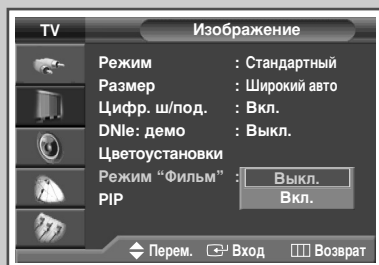 TV Изображение
Режим : Стандартный
Размер : Широкий авто
Цифр. ш/под. : Вкл.
DNIe: демо : Выкл.
Цветоустановки
Режим “Фильм” : Выкл.
PIP Вкл.
Перем. Вход Возврат